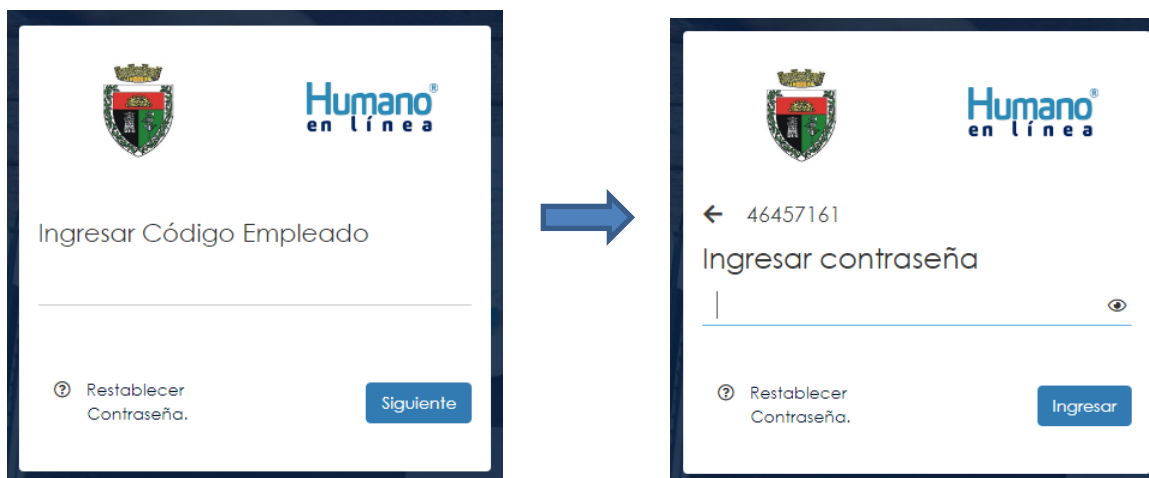 Humano®
en línea
Ingresar Código Empleado
Restablecer
Contraseña.
Siguiente
Humano®
en línea
46457161
Ingresar contraseña
Restablecer
Contraseña.
Ingresar